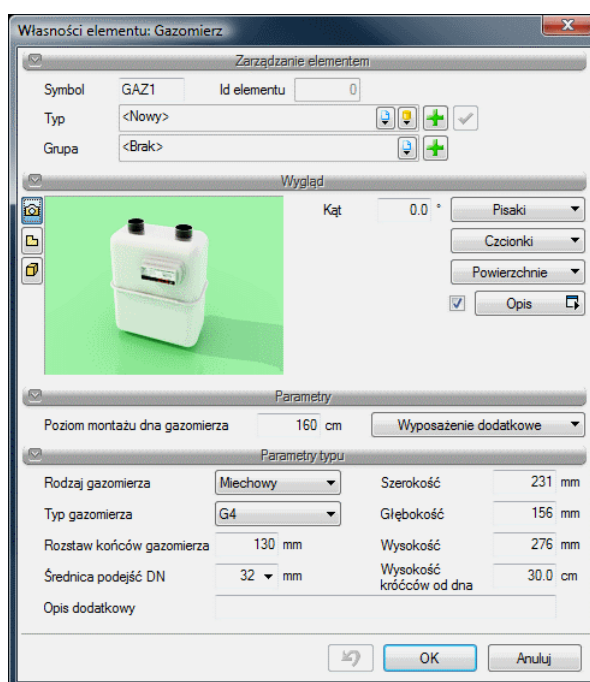 Własności elementu: Gazomierz
Zarządzanie elementem
Symbol GAZ1 Id elementu 0
Typ <Nowy>
Grupa <Brak>
Wygląd
Kąt 0.0 ° Pisaki
Czcionki
Powierzchnie
Opis
Parametry
Poziom montażu dna gazomierza 160 cm Wyposażenie dodatkowe
Parametry typu
Rodzaj gazomierza Miechowy Szerokość 231 mm
Typ gazomierza G4 Głębokość 156 mm
Rozstaw końców gazomierza 130 mm Wysokość 276 mm
Średnica podejść DN 32 mm Wysokość króćców od dna 30.0 cm
Opis dodatkowy
OK Anuluj